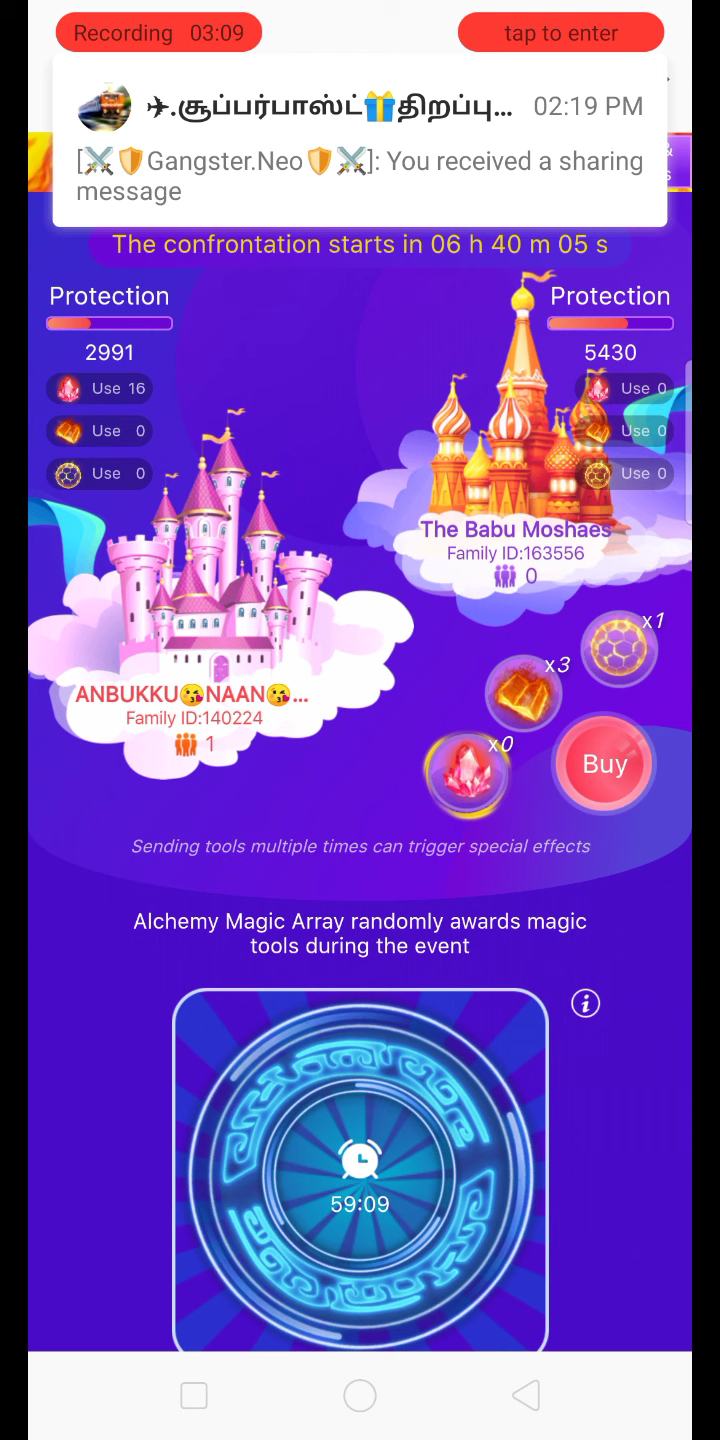 Recording 03:09
tap to enter
✈.சூப்பர்பாஸ்ட்🎁திறப்பு... 02:19 PM
[⚔️🛡️Gangster.Neo🛡️⚔️]: You received a sharing
message
The confrontation starts in 06 h 40 m 05 s
Protection
2991
Use 16
Use 0
Use 0
Protection
5430
Use 0
Use 0
Use 0
The Babu Moshaes
Family ID:163556
0
ANBUKKU😘NAAN😘...
Family ID:140224
1
x1
x3
x0
Buy
Sending tools multiple times can trigger special effects
Alchemy Magic Array randomly awards magic
tools during the event
i
59:09